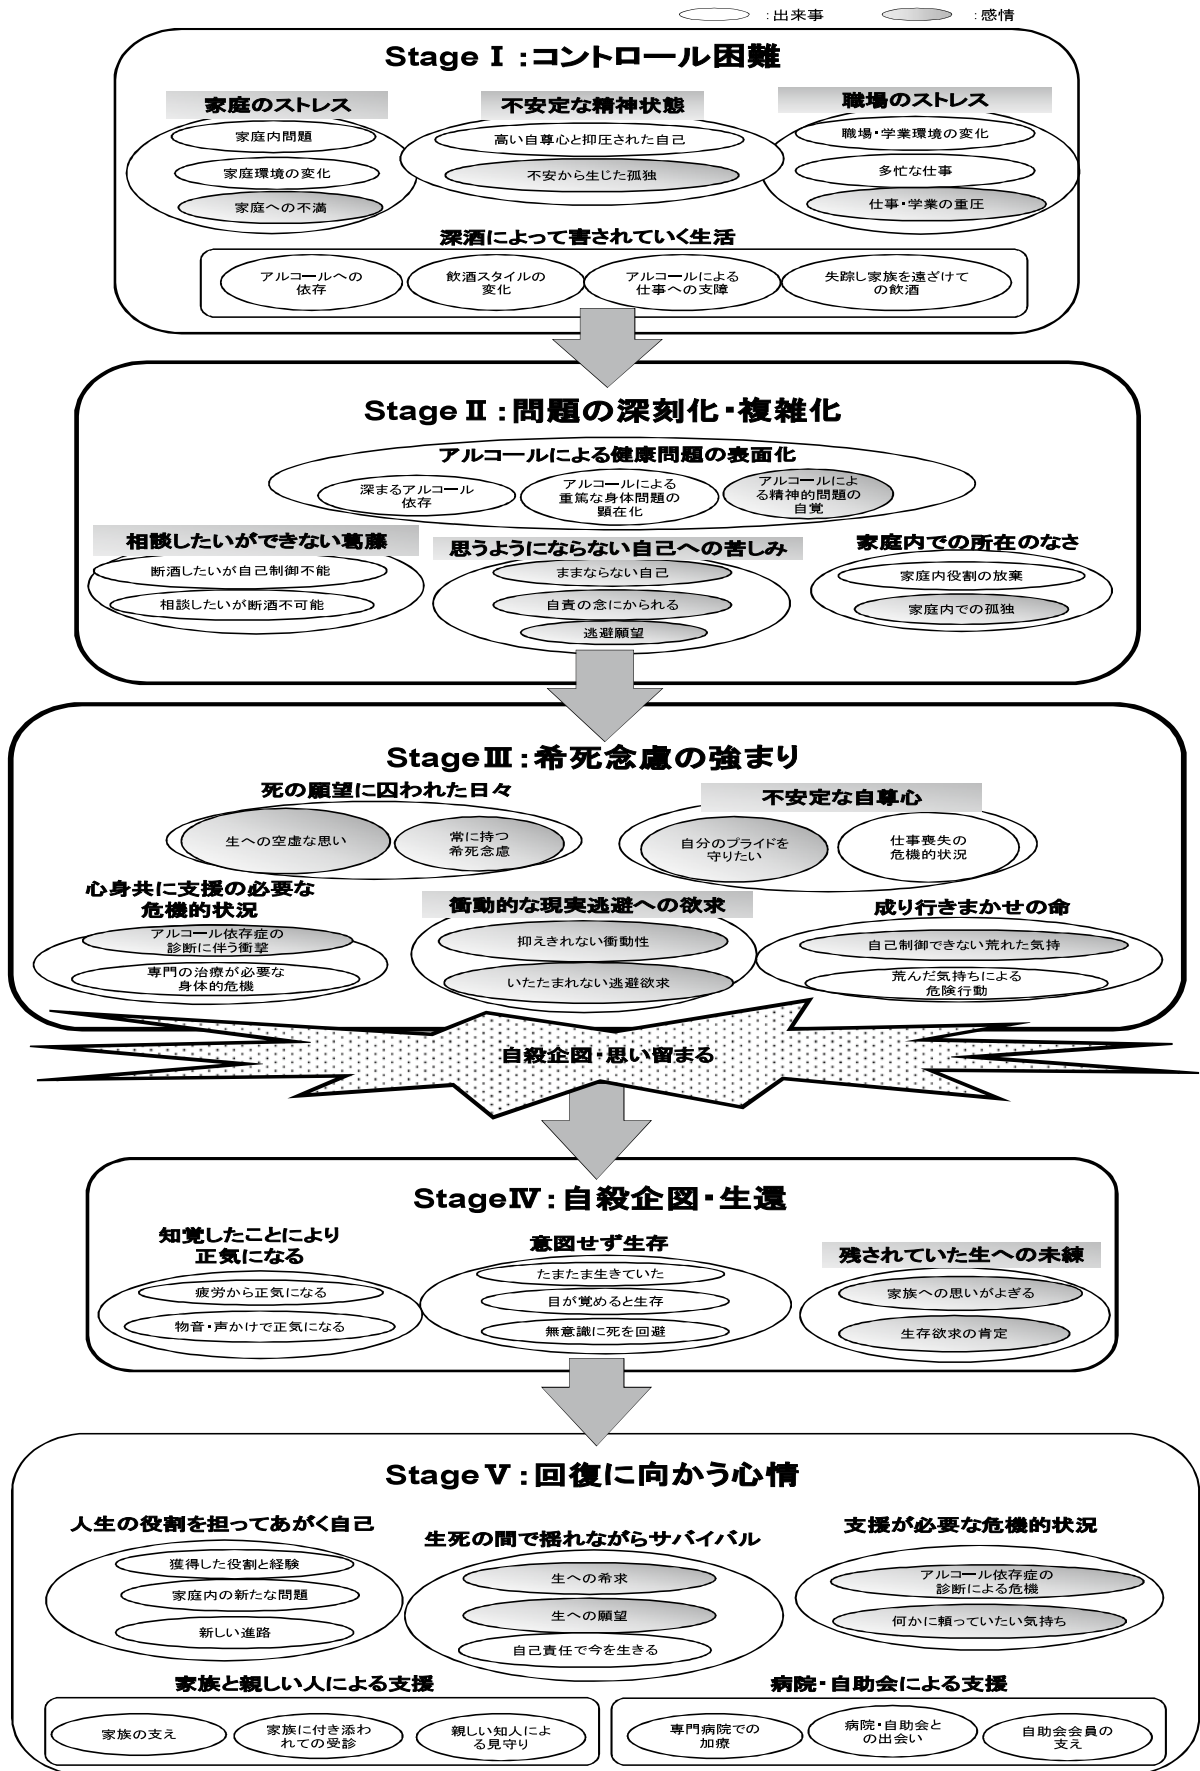 ：出来事
：感情
Stage Ⅰ：コントロール困難
家庭のストレス
不安定な精神状態
職場のストレス
家庭内問題
家庭環境の変化
家庭への不満
高い自尊心と抑圧された自己
不安から生じた孤独
職場・学業環境の変化
多忙な仕事
仕事・学業の重圧
深酒によって害されていく生活
アルコールへの
依存
飲酒スタイルの
変化
アルコールによる
仕事への支障
失踪し家族を遠ざけて
の飲酒
Stage Ⅱ：問題の深刻化・複雑化
アルコールによる健康問題の表面化
深まるアルコール
依存
アルコールによる
重篤な身体問題の
顕在化
アルコールによ
る精神的問題の
自覚
相談したいができない葛藤
断酒したいが自己制御不能
相談したいが断酒不可能
思うようにならない自己への苦しみ
ままならない自己
自責の念にかられる
逃避願望
家庭内での所在のなさ
家庭内役割の放棄
家庭内での孤独
StageⅢ：希死念慮の強まり
死の願望に囚われた日々
生への空虚な思い
常に持つ
希死念慮
不安定な自尊心
自分のプライドを
守りたい
仕事喪失の
危機的状況
心身共に支援の必要な
危機的状況
アルコール依存症の
診断に伴う衝撃
専門の治療が必要な
身体的危機
衝動的な現実逃避への欲求
抑えきれない衝動性
いたたまれない逃避欲求
成り行きまかせの命
自己制御できない荒れた気持
荒んだ気持ちによる
危険行動
自殺企図・思い留まる
StageⅣ：自殺企図・生還
知覚したことにより
正気になる
疲労から正気になる
物音・声かけで正気になる
意図せず生存
たまたま生きていた
目が覚めると生存
無意識に死を回避
残されていた生への未練
家族への思いがよぎる
生存欲求の肯定
Stage Ⅴ：回復に向かう心情
人生の役割を担ってあがく自己
獲得した役割と経験
家庭内の新たな問題
新しい進路
生死の間で揺れながらサバイバル
生への希求
生への願望
自己責任で今を生きる
支援が必要な危機的状況
アルコール依存症の
診断による危機
何かに頼っていたい気持ち
家族と親しい人による支援
家族の支え
家族に付き添わ
れての受診
親しい知人によ
る見守り
病院・自助会による支援
専門病院での
加療
病院・自助会と
の出会い
自助会会員の
支え